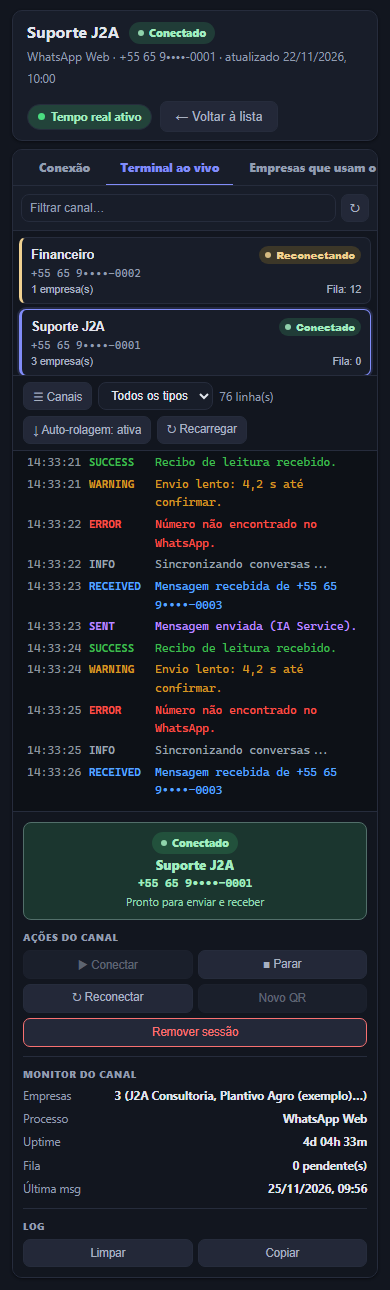 Suporte J2A
Conectado
WhatsApp Web · +55 65 9••••-0001 · atualizado 22/11/2026,
10:00
Tempo real ativo
← Voltar à lista
Conexão
Terminal ao vivo
Empresas que usam o
Filtrar canal...
↻
Financeiro
Reconectando
+55 65 9••••-0002
1 empresa(s)
Fila: 12
Suporte J2A
Conectado
+55 65 9••••-0001
3 empresa(s)
Fila: 0
☰ Canais
Todos os tipos
76 linha(s)
↓ Auto-rolagem: ativa
↻ Recarregar
14:33:21 SUCCESS Recibo de leitura recebido.
14:33:21 WARNING Envio lento: 4,2 s até
confirmar.
14:33:22 ERROR Número não encontrado no
WhatsApp.
14:33:22 INFO Sincronizando conversas...
14:33:23 RECEIVED Mensagem recebida de +55 65
9••••-0003
14:33:23 SENT Mensagem enviada (IA Service).
14:33:24 SUCCESS Recibo de leitura recebido.
14:33:24 WARNING Envio lento: 4,2 s até
confirmar.
14:33:25 ERROR Número não encontrado no
WhatsApp.
14:33:25 INFO Sincronizando conversas...
14:33:26 RECEIVED Mensagem recebida de +55 65
9••••-0003
Conectado
Suporte J2A
+55 65 9••••-0001
Pronto para enviar e receber
AÇÕES DO CANAL
▶ Conectar
■ Parar
↻ Reconectar
Novo QR
Remover sessão
MONITOR DO CANAL
Empresas 3 (J2A Consultoria, Plantivo Agro (exemplo)...)
Processo WhatsApp Web
Uptime 4d 04h 33m
Fila 0 pendente(s)
Última msg 25/11/2026, 09:56
LOG
Limpar
Copiar